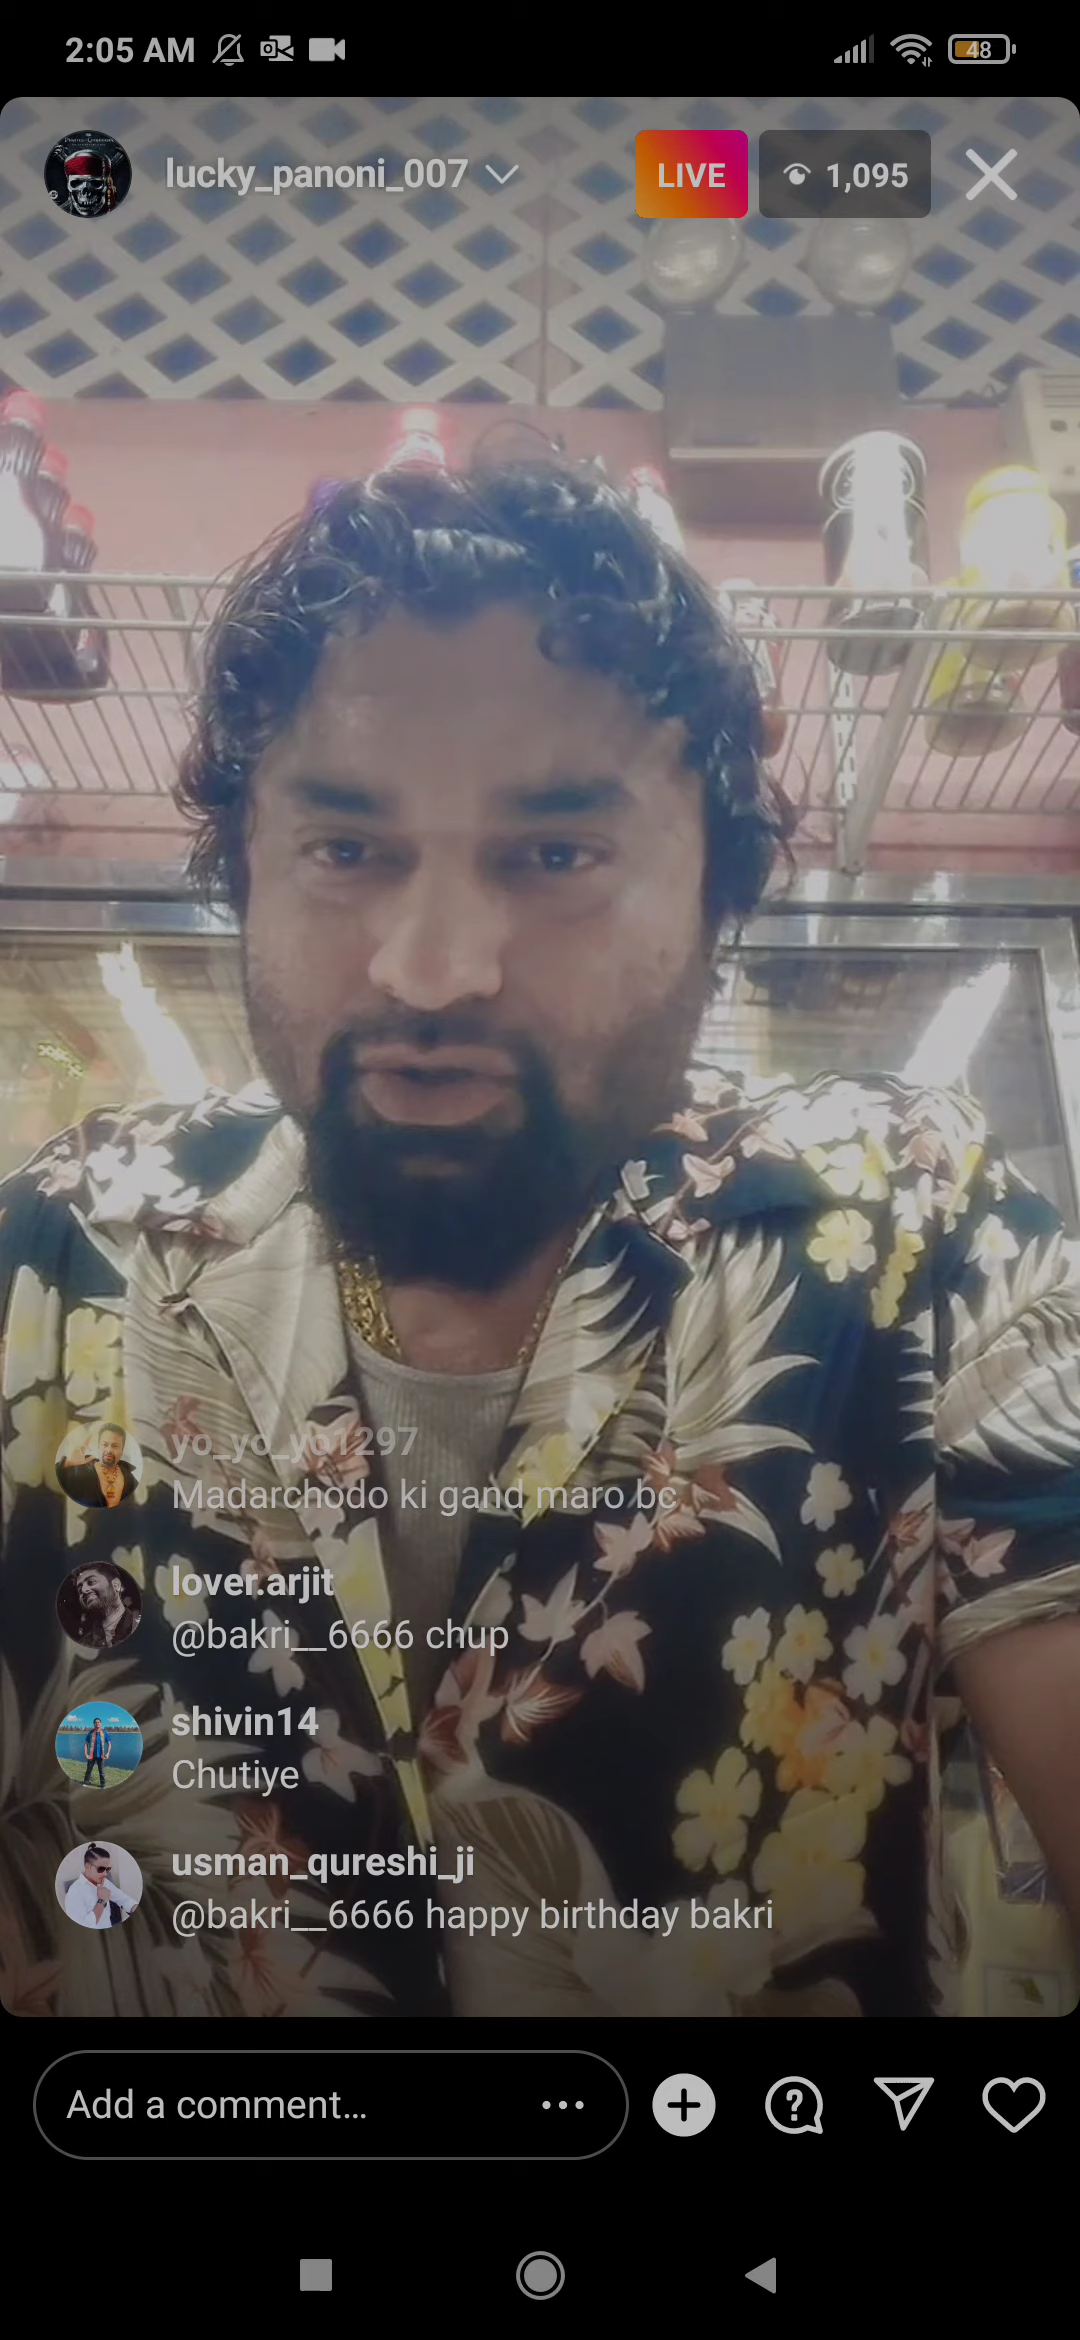 2:05 AM
48
lucky_panoni_007
LIVE
1,095
yo_yo_yo1297
Madarchodo ki gand maro bc
lover.arjit
@bakri__6666 chup
shivin14
Chutiye
usman_qureshi_ji
@bakri__6666 happy birthday bakri
Add a comment...